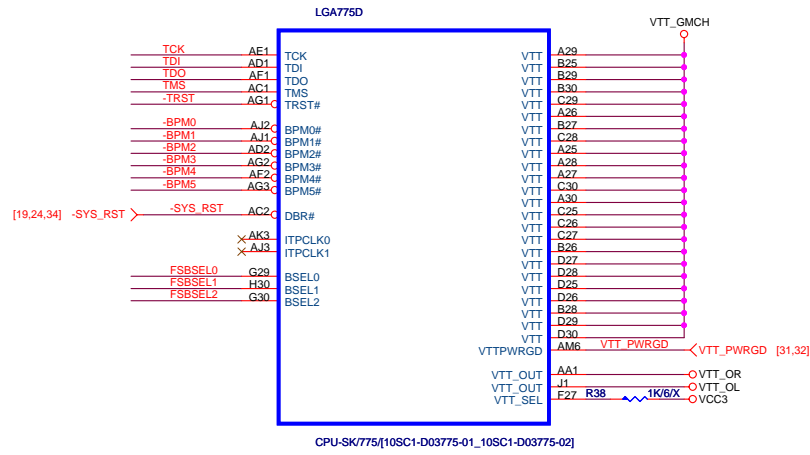 LGA775D
VTT_GMCH
TCK AE1 TCK VTT A29
TDI AD1 TDI VTT B25
TDO AF1 TDO VTT B29
TMS AC1 TMS VTT B30
-TRST AG1 TRST# VTT C29
VTT A26
-BPM0 AJ2 BPM0# VTT B27
-BPM1 AJ1 BPM1# VTT C28
-BPM2 AD2 BPM2# VTT A25
-BPM3 AG2 BPM3# VTT A28
-BPM4 AF2 BPM4# VTT A27
-BPM5 AG3 BPM5# VTT C30
VTT A30
[19,24,34] -SYS_RST -SYS_RST AC2 DBR# VTT C25
VTT C26
AK3 ITPCLK0 VTT C27
AJ3 ITPCLK1 VTT B26
VTT D27
FSBSEL0 G29 BSEL0 VTT D28
FSBSEL1 H30 BSEL1 VTT D25
FSBSEL2 G30 BSEL2 VTT D26
VTT B28
VTT D29
VTT D30
VTTPWRGD AM6 VTT_PWRGD VTT_PWRGD [31,32]
VTT_OUT AA1 VTT_OR
VTT_OUT J1 VTT_OL
VTT_SEL F27 R38 1K/6/X VCC3
CPU-SK/775/[10SC1-D03775-01_10SC1-D03775-02]